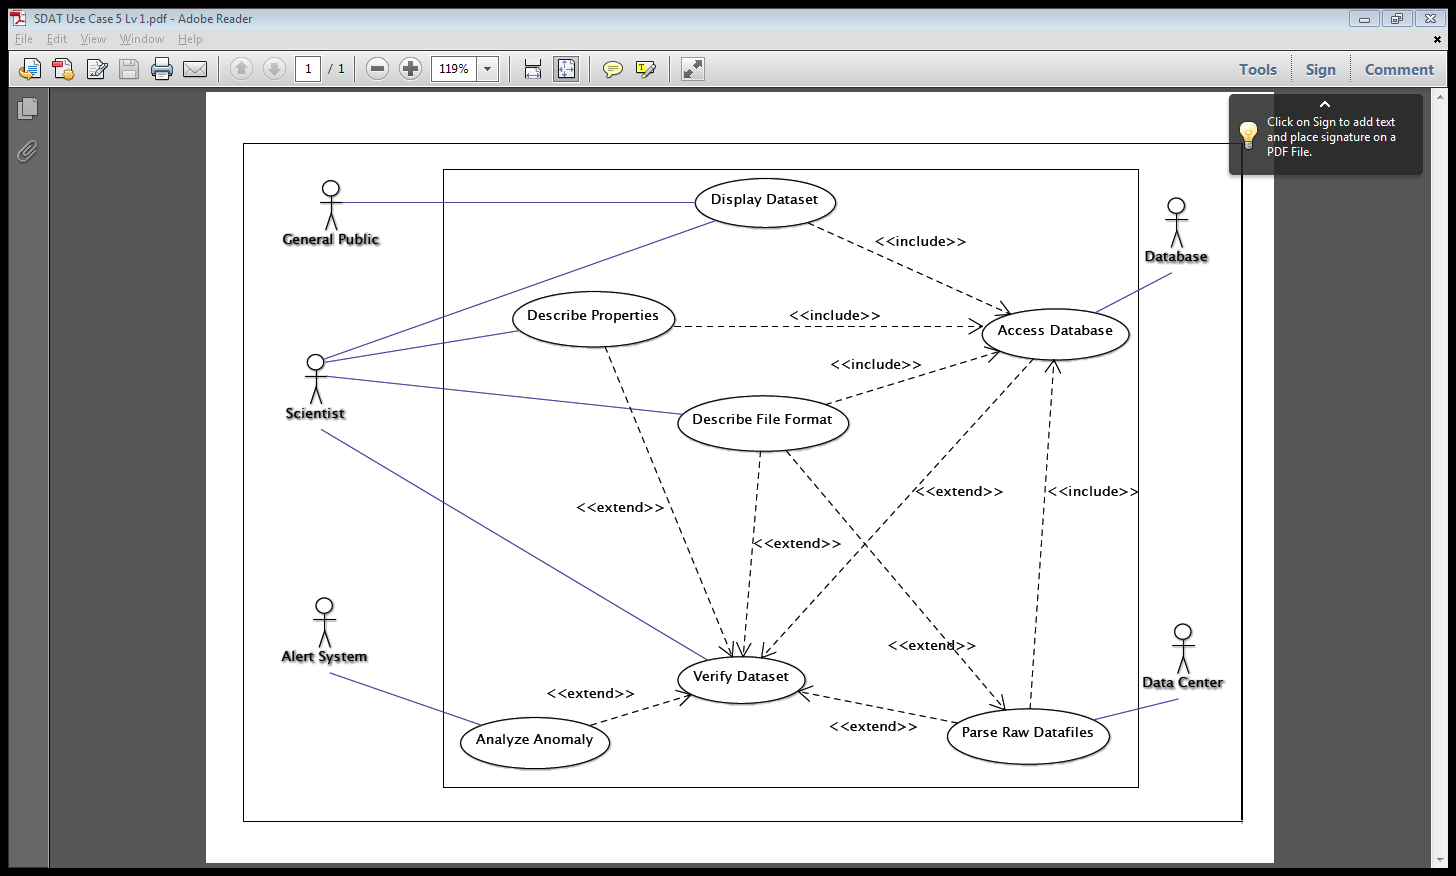 SDAT Use Case 5 Lv 1.pdf - Adobe Reader
File Edit View Window Help
1 / 1 119% Tools Sign Comment
Click on Sign to add text
and place signature on a
PDF File.
General Public
Display Dataset
<<include>>
Database
Describe Properties
<<include>>
Access Database
<<include>>
Scientist
Describe File Format
<<extend>>
<<include>>
<<extend>>
<<extend>>
<<extend>>
Alert System
Verify Dataset
Data Center
<<extend>>
<<extend>>
Analyze Anomaly
Parse Raw Datafiles